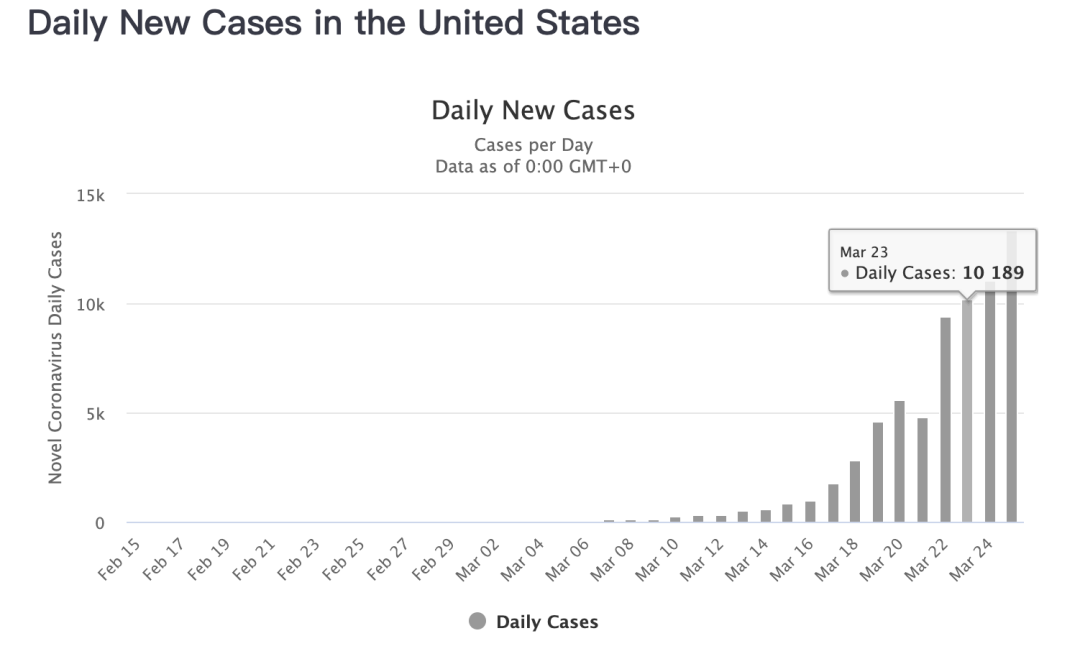 Daily New Cases in the United States
Daily New Cases
Cases per Day
Data as of 0:00 GMT+0
Novel Coronavirus Daily Cases
15k
10k
5k
0
Mar 23
● Daily Cases: 10 189
Feb 15
Feb 17
Feb 19
Feb 21
Feb 23
Feb 25
Feb 27
Feb 29
Mar 02
Mar 04
Mar 06
Mar 08
Mar 10
Mar 12
Mar 14
Mar 16
Mar 18
Mar 20
Mar 22
Mar 24
Daily Cases